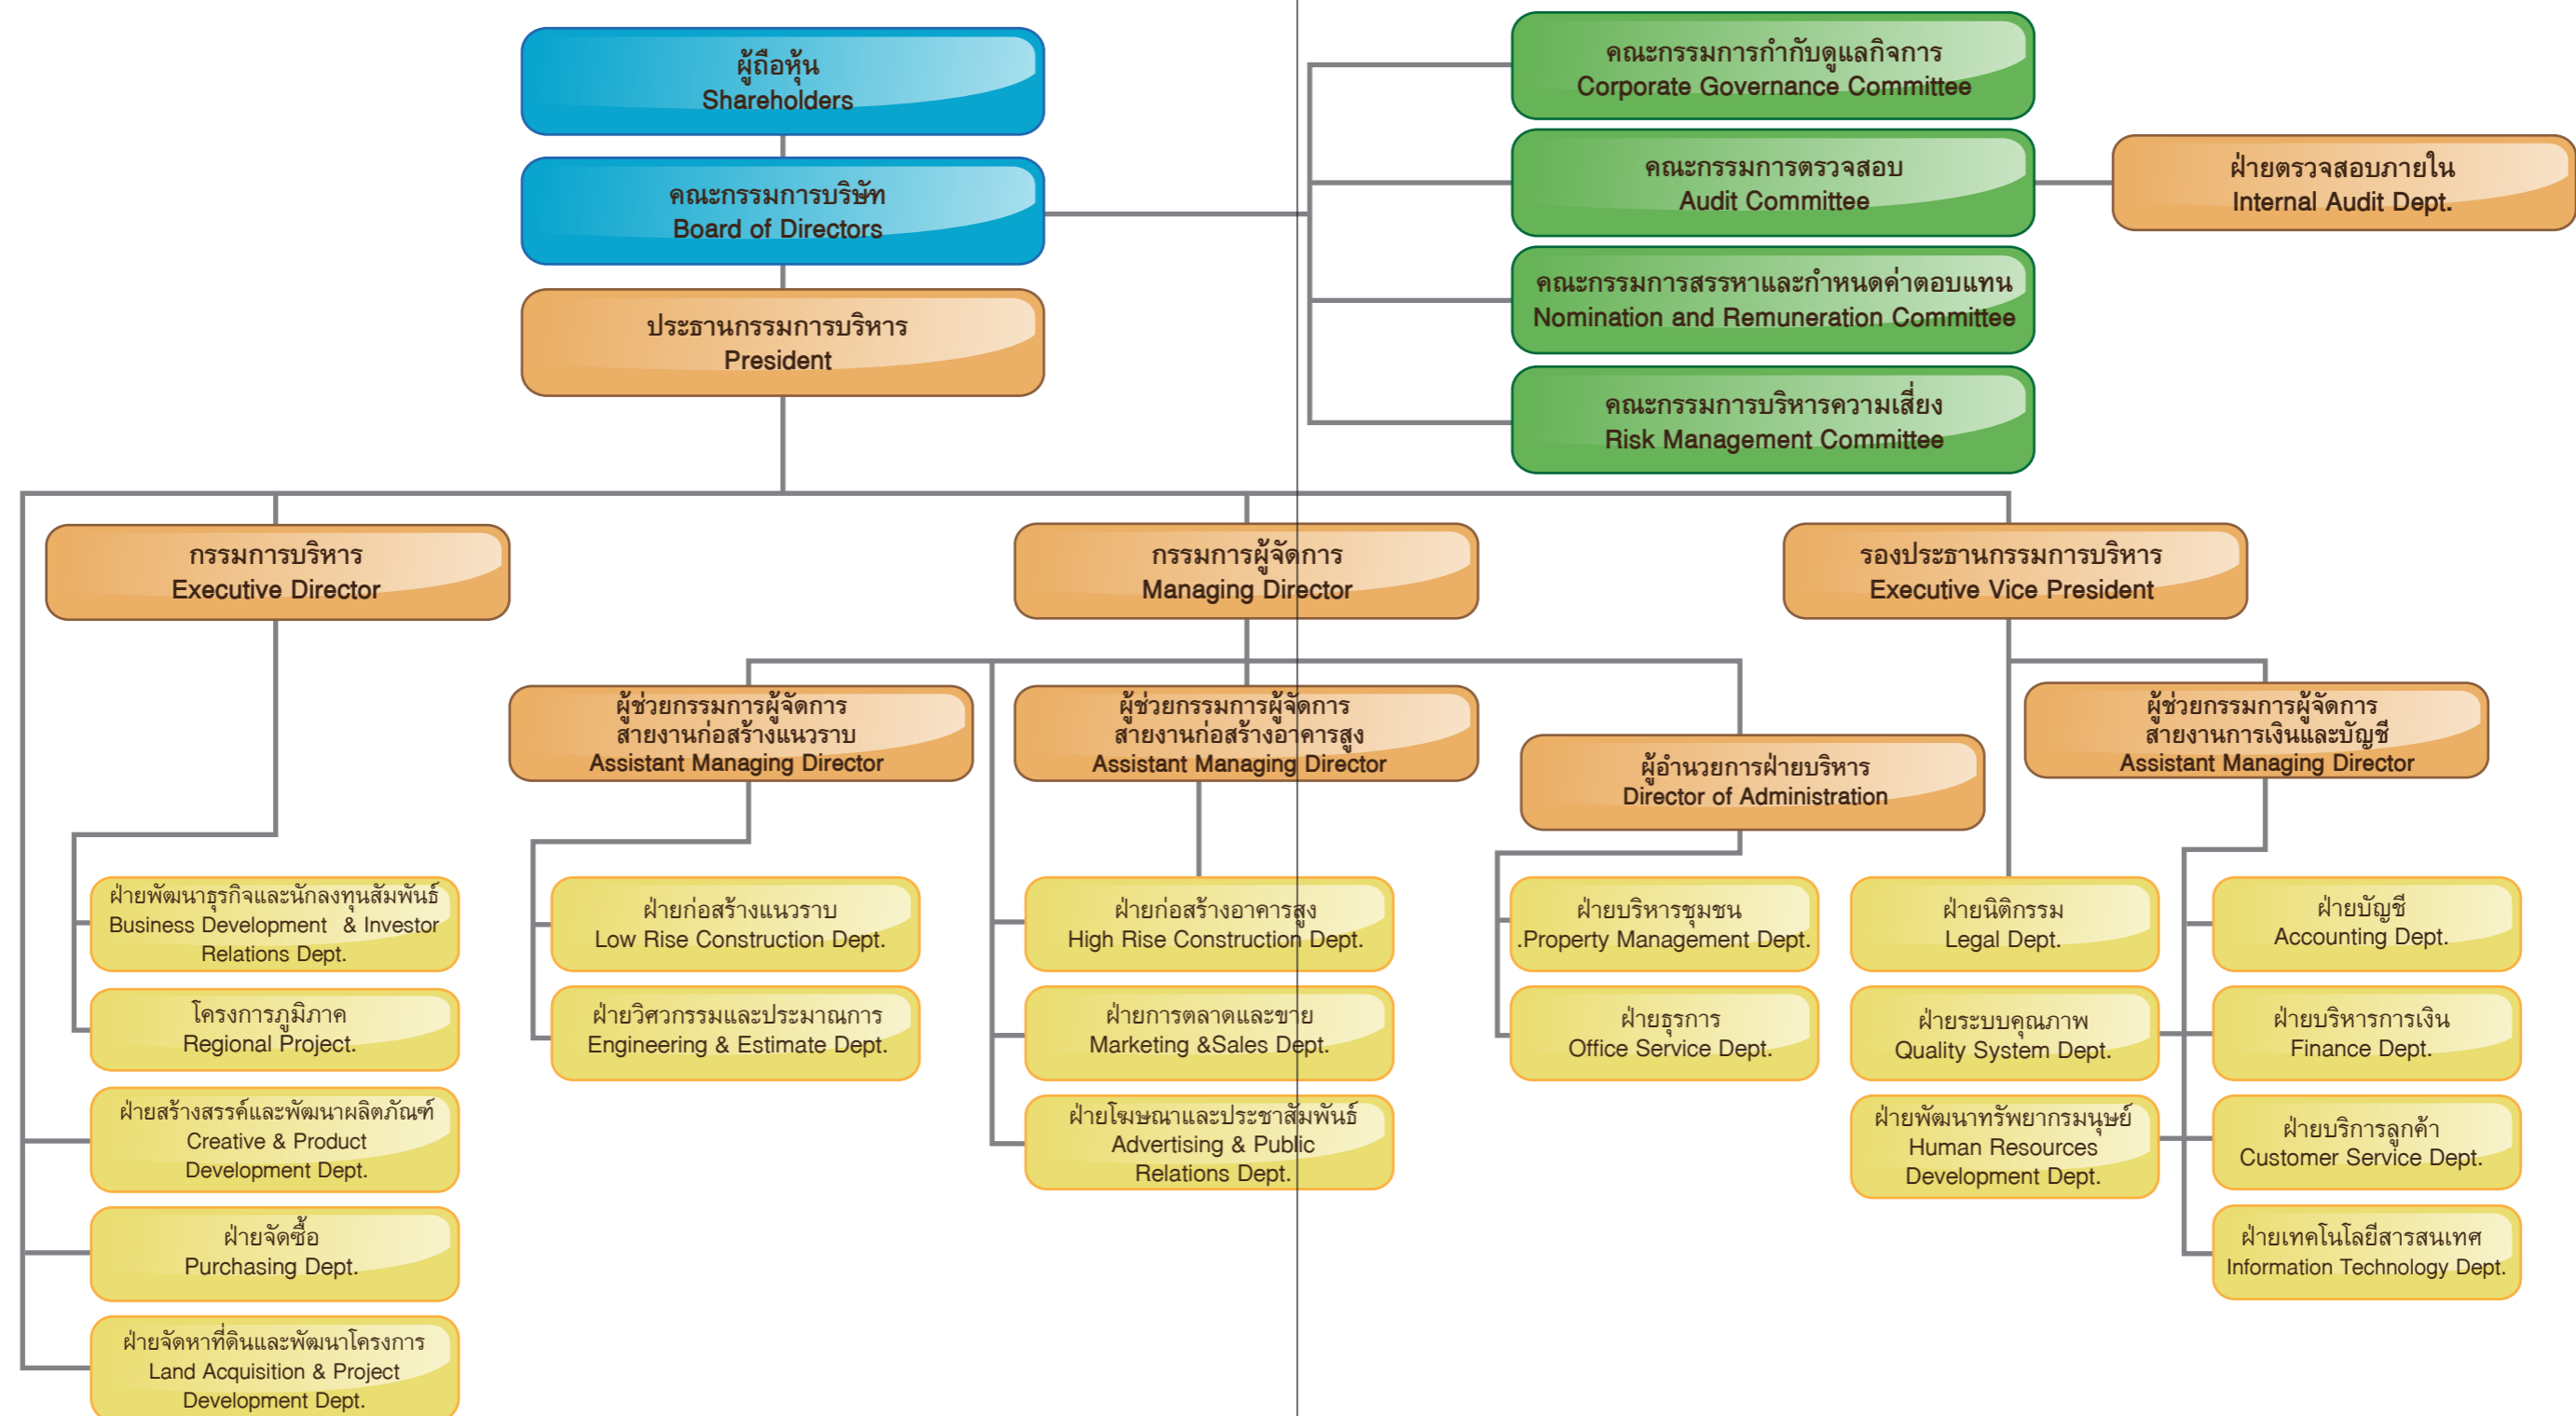 ผู้ถือหุ้น
Shareholders
คณะกรรมการบริษัท
Board of Directors
ประธานกรรมการบริหาร
President
คณะกรรมการกำกับดูแลกิจการ
Corporate Governance Committee
คณะกรรมการตรวจสอบ
Audit Committee
ฝ่ายตรวจสอบภายใน
Internal Audit Dept.
คณะกรรมการสรรหาและกำหนดค่าตอบแทน
Nomination and Remuneration Committee
คณะกรรมการบริหารความเสี่ยง
Risk Management Committee
กรรมการบริหาร
Executive Director
กรรมการผู้จัดการ
Managing Director
รองประธานกรรมการบริหาร
Executive Vice President
ผู้ช่วยกรรมการผู้จัดการ
สายงานก่อสร้างแนวราบ
Assistant Managing Director
ผู้ช่วยกรรมการผู้จัดการ
สายงานก่อสร้างอาคารสูง
Assistant Managing Director
ผู้อำนวยการฝ่ายบริหาร
Director of Administration
ผู้ช่วยกรรมการผู้จัดการ
สายงานการเงินและบัญชี
Assistant Managing Director
ฝ่ายพัฒนาธุรกิจและนักลงทุนสัมพันธ์
Business Development & Investor
Relations Dept.
โครงการภูมิภาค
Regional Project.
ฝ่ายสร้างสรรค์และพัฒนาผลิตภัณฑ์
Creative & Product
Development Dept.
ฝ่ายจัดซื้อ
Purchasing Dept.
ฝ่ายจัดหาที่ดินและพัฒนาโครงการ
Land Acquisition & Project
Development Dept.
ฝ่ายก่อสร้างแนวราบ
Low Rise Construction Dept.
ฝ่ายวิศวกรรมและประมาณการ
Engineering & Estimate Dept.
ฝ่ายก่อสร้างอาคารสูง
High Rise Construction Dept.
ฝ่ายการตลาดและขาย
Marketing &Sales Dept.
ฝ่ายโฆษณาและประชาสัมพันธ์
Advertising & Public
Relations Dept.
ฝ่ายบริหารชุมชน
.Property Management Dept.
ฝ่ายธุรการ
Office Service Dept.
ฝ่ายนิติกรรม
Legal Dept.
ฝ่ายระบบคุณภาพ
Quality System Dept.
ฝ่ายพัฒนาทรัพยากรมนุษย์
Human Resources
Development Dept.
ฝ่ายบัญชี
Accounting Dept.
ฝ่ายบริหารการเงิน
Finance Dept.
ฝ่ายบริการลูกค้า
Customer Service Dept.
ฝ่ายเทคโนโลยีสารสนเทศ
Information Technology Dept.